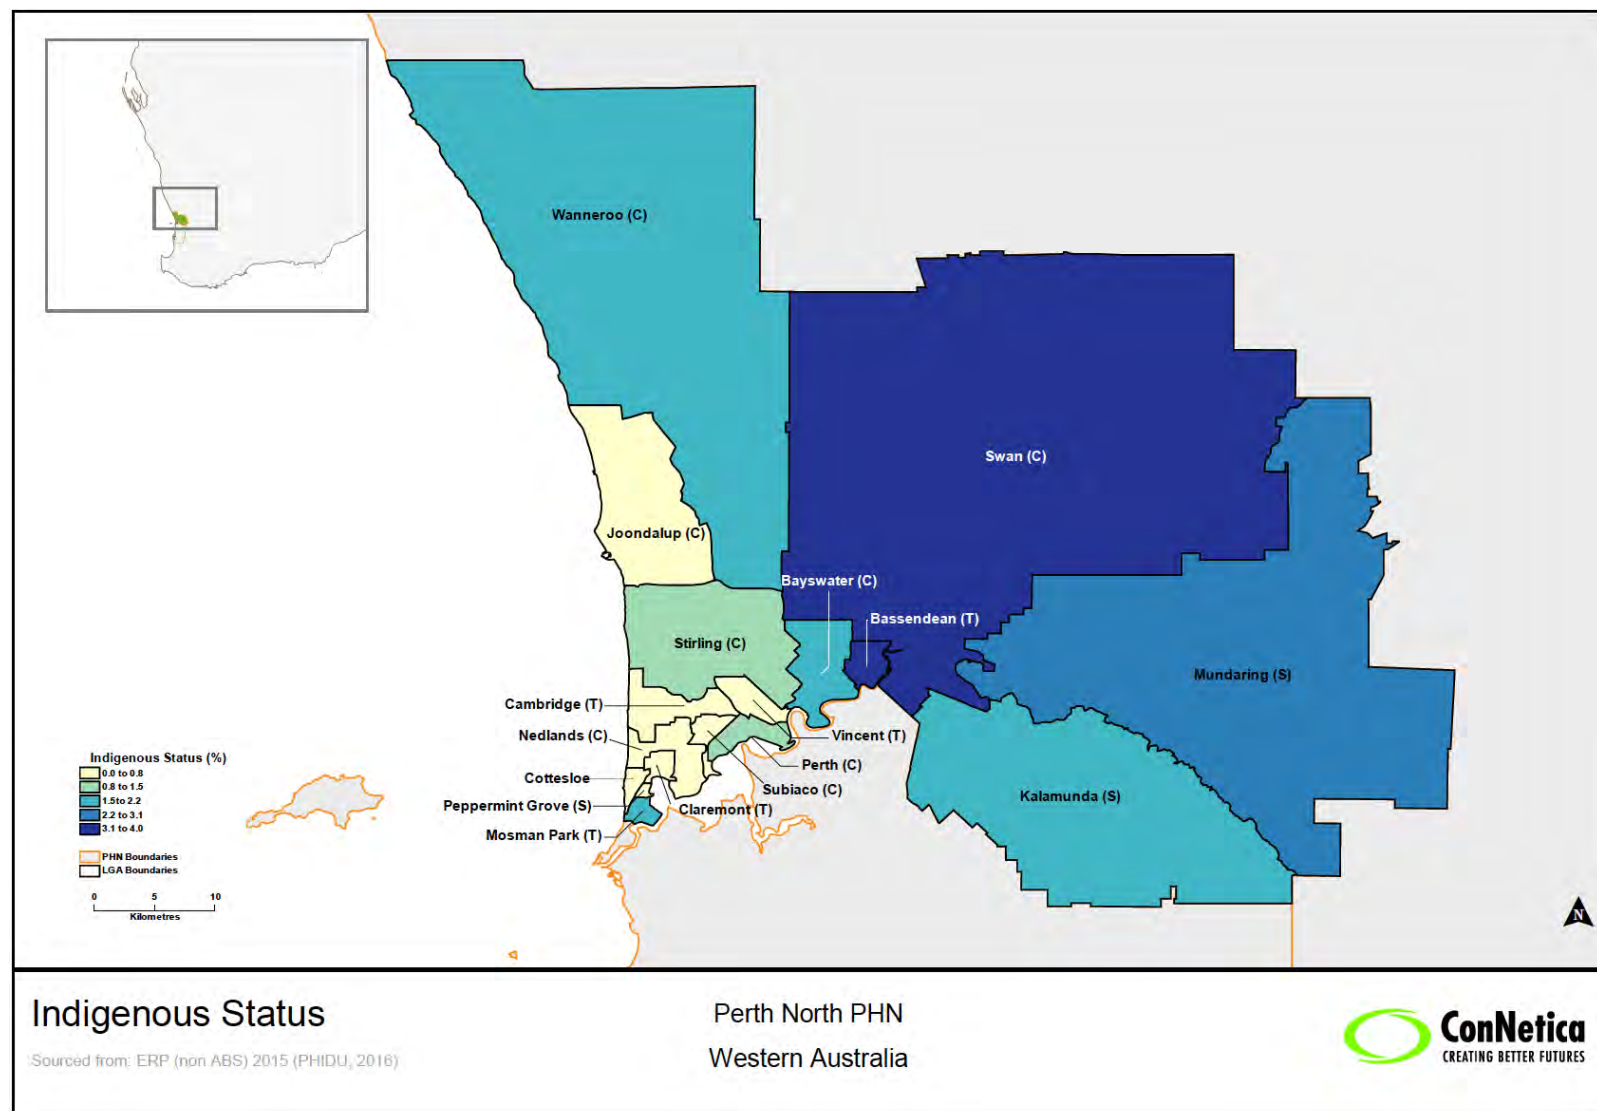 Wanneroo (C)
Swan (C)
Joondalup (C)
Bayswater (C)
Bassendean (T)
Stirling (C)
Mundaring (S)
Cambridge (T)
Nedlands (C)
Vincent (T)
Perth (C)
Cottesloe
Subiaco (C)
Kalamunda (S)
Peppermint Grove (S)
Claremont (T)
Mosman Park (T)
Indigenous Status (%)
0.0 to 0.8
0.8 to 1.5
1.5to 2.2
2.2 to 3.1
3.1 to 4.0
PHN Boundaries
LGA Boundaries
0 5 10
Kilometres
N
Indigenous Status
Sourced from: ERP (non ABS) 2015 (PHIDU, 2016)
Perth North PHN
Western Australia
ConNetica
CREATING BETTER FUTURES